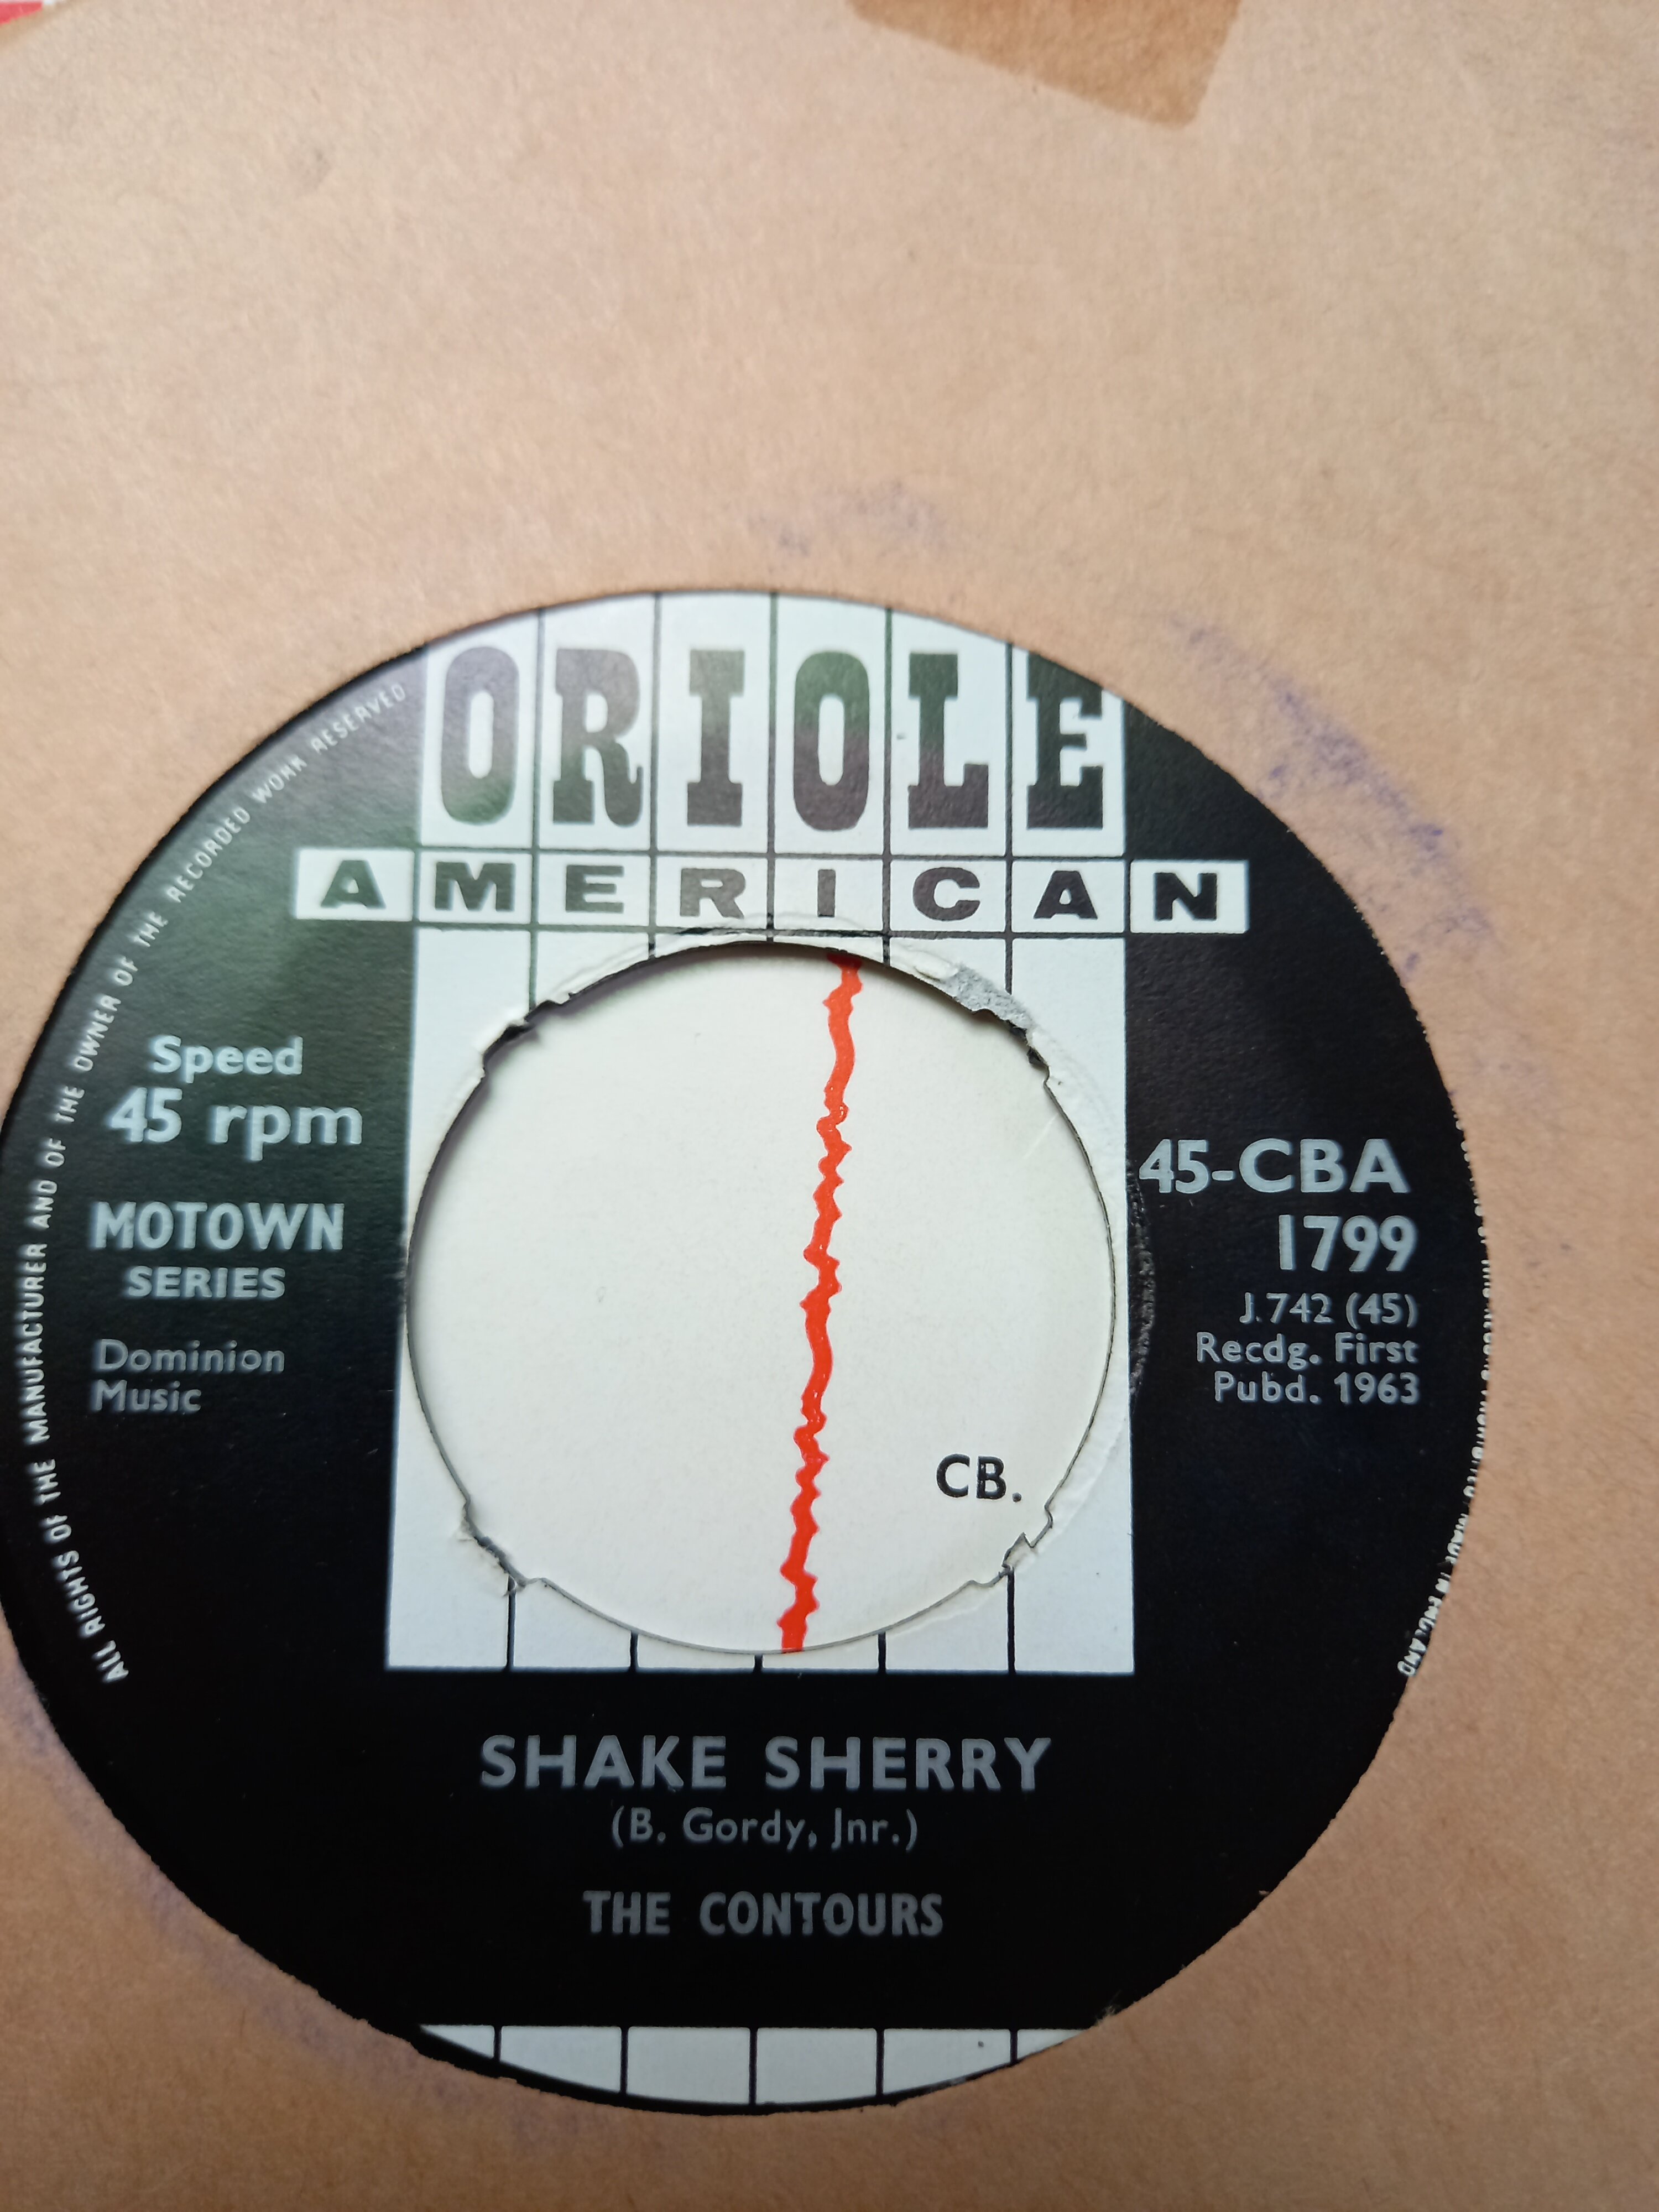 ORIOLE
AMERICAN
ALL RIGHTS OF THE MANUFACTURER AND OF THE OWNER OF THE RECORDED WORK RESERVED
Speed
45 rpm
MOTOWN
SERIES
Dominion
Music
45-CBA
1799
J.742 (45)
Recdg. First
Pubd. 1963
CB.
SHAKE SHERRY
(B. Gordy, Jnr.)
THE CONTOURS